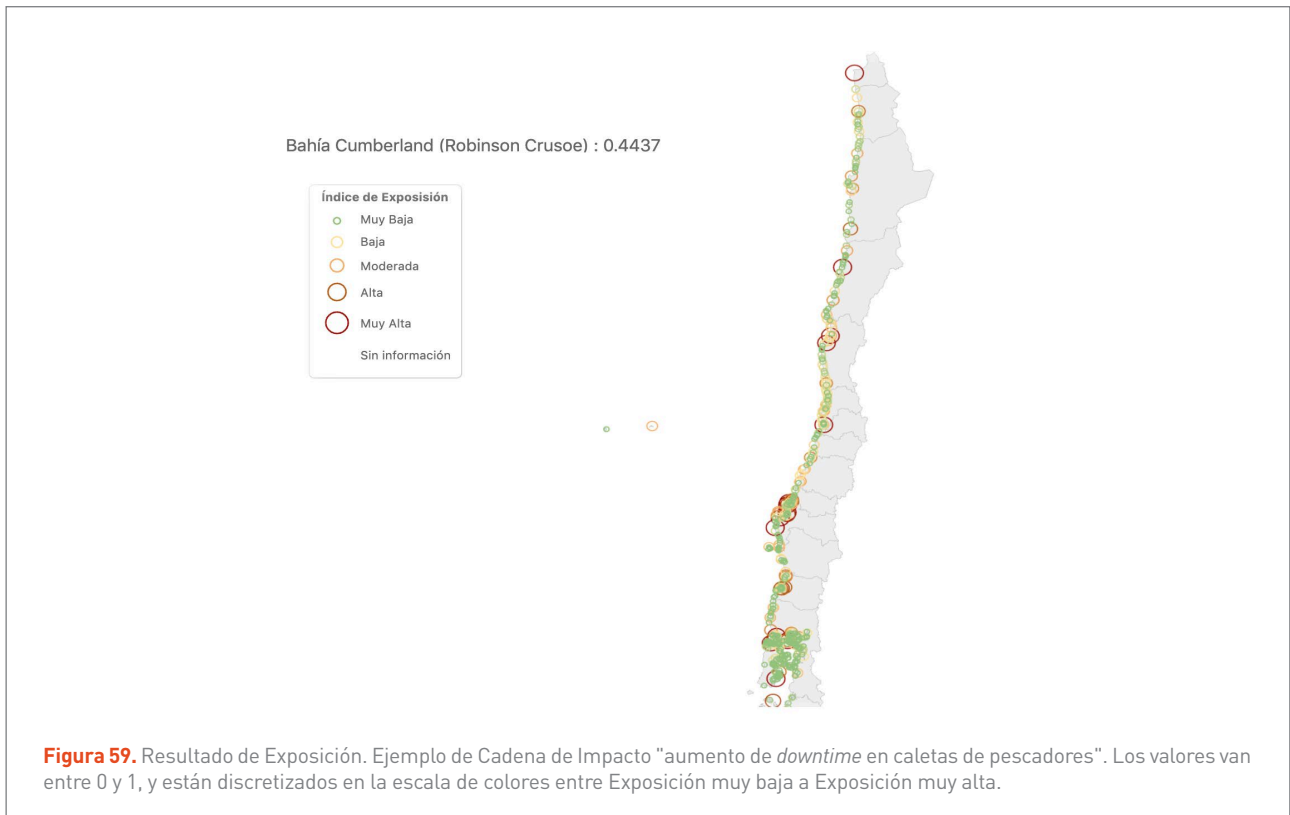 Bahía Cumberland (Robinson Crusoe) : 0.4437
Índice de Exposisión
Muy Baja
Baja
Moderada
Alta
Muy Alta
Sin información
Figura 59. Resultado de Exposición. Ejemplo de Cadena de Impacto "aumento de downtime en caletas de pescadores". Los valores van
entre 0 y 1, y están discretizados en la escala de colores entre Exposición muy baja a Exposición muy alta.